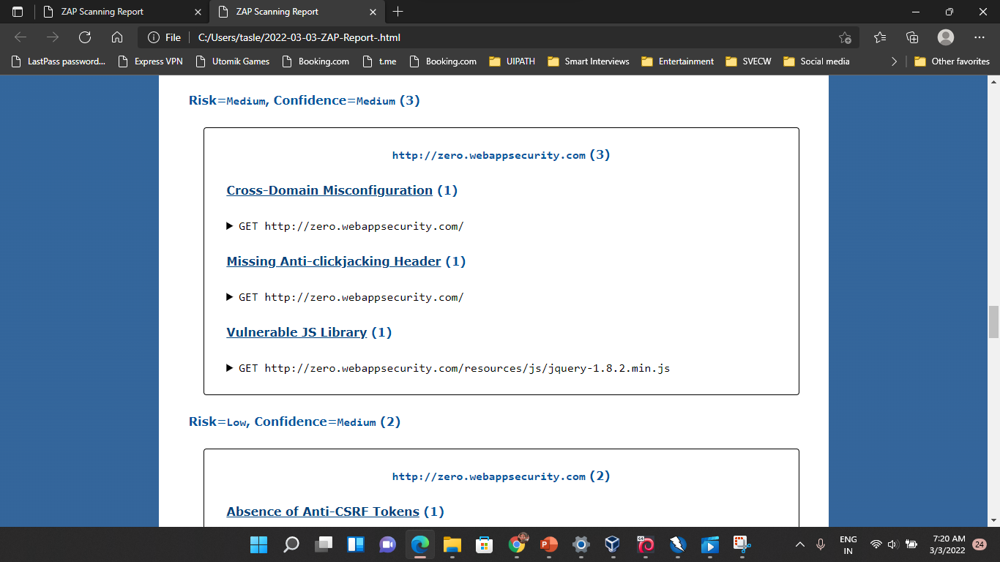 ZAP Scanning Report
ZAP Scanning Report
File
C:/Users/tasle/2022-03-03-ZAP-Report-.html
LastPass password...
Express VPN
Utomik Games
Booking.com
t.me
Booking.com
UIPATH
Smart Interviews
Entertainment
SVECW
Social media
Other favorites
Risk=Medium, Confidence=Medium (3)
http://zero.webappsecurity.com (3)
Cross-Domain Misconfiguration (1)
GET http://zero.webappsecurity.com/
Missing Anti-clickjacking Header (1)
GET http://zero.webappsecurity.com/
Vulnerable JS Library (1)
GET http://zero.webappsecurity.com/resources/js/jquery-1.8.2.min.js
Risk=Low, Confidence=Medium (2)
http://zero.webappsecurity.com (2)
Absence of Anti-CSRF Tokens (1)
ENG
IN
7:20 AM
3/3/2022
24